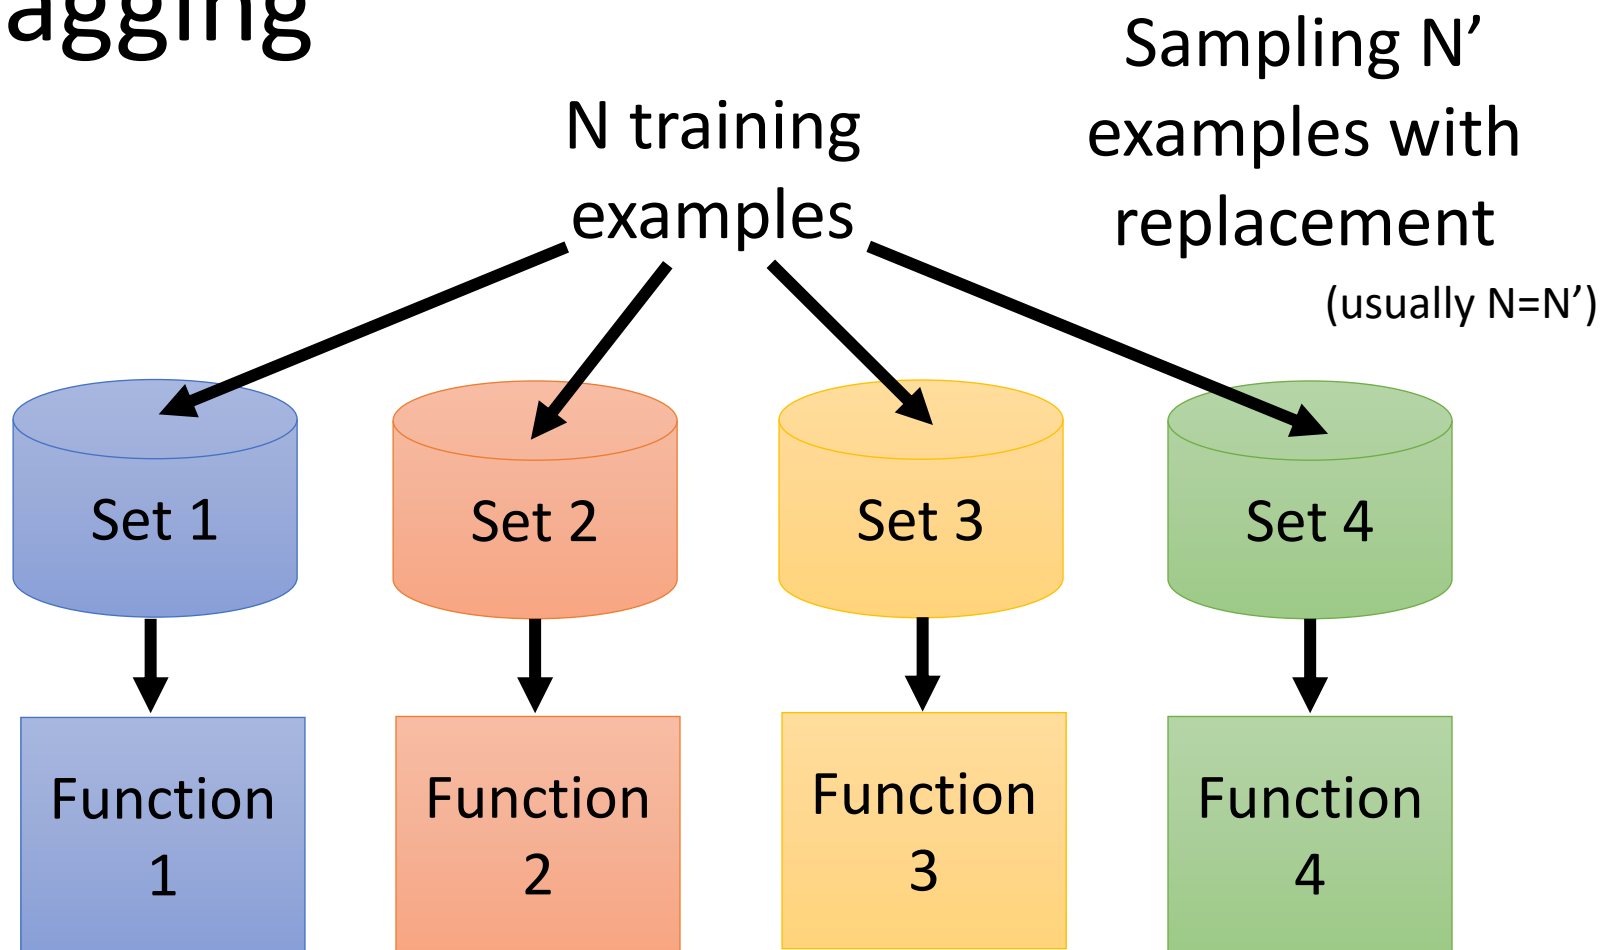 agging
Sampling N’
examples with
replacement
(usually N=N’)
N training
examples
Set 1
Set 2
Set 3
Set 4
Function
1
Function
2
Function
3
Function
4